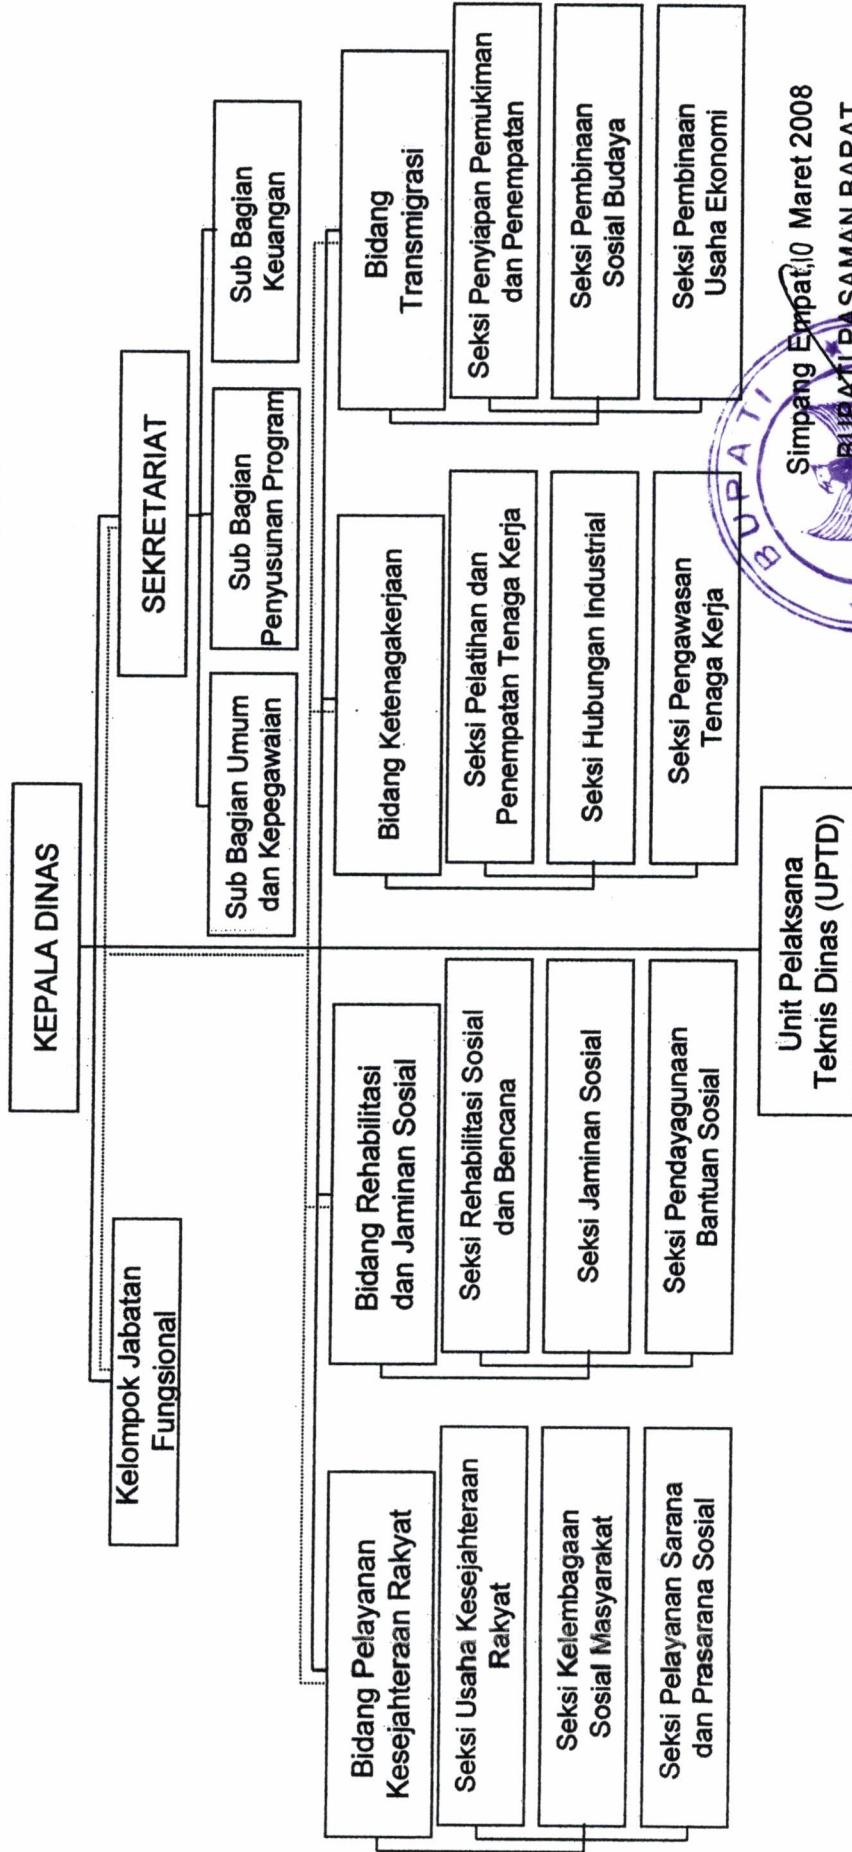 KEPALA DINAS
Kelompok Jabatan
Fungsional
SEKRETARIAT
Sub Bagian Umum
dan Kepegawaian
Sub Bagian
Penyusunan Program
Sub Bagian
Keuangan
Bidang Pelayanan
Kesejahteraan Rakyat
Seksi Usaha Kesejahteraan
Rakyat
Seksi Kelembagaan
Sosial Masyarakat
Seksi Pelayanan Sarana
dan Prasarana Sosial
Bidang Rehabilitasi
dan Jaminan Sosial
Seksi Rehabilitasi Sosial
dan Bencana
Seksi Jaminan Sosial
Seksi Pendayagunaan
Bantuan Sosial
Bidang Ketenagakerjaan
Seksi Pelatihan dan
Penempatan Tenaga Kerja
Seksi Hubungan Industrial
Seksi Pengawasan
Tenaga Kerja
Bidang
Transmigrasi
Seksi Penyiapan Pemukiman
dan Penempatan
Seksi Pembinaan
Sosial Budaya
Seksi Pembinaan
Usaha Ekonomi
Unit Pelaksana
Teknis Dinas (UPTD)
Simpang Empat,10 Maret 2008
BUPATI PASAMAN BARAT
BUPATI